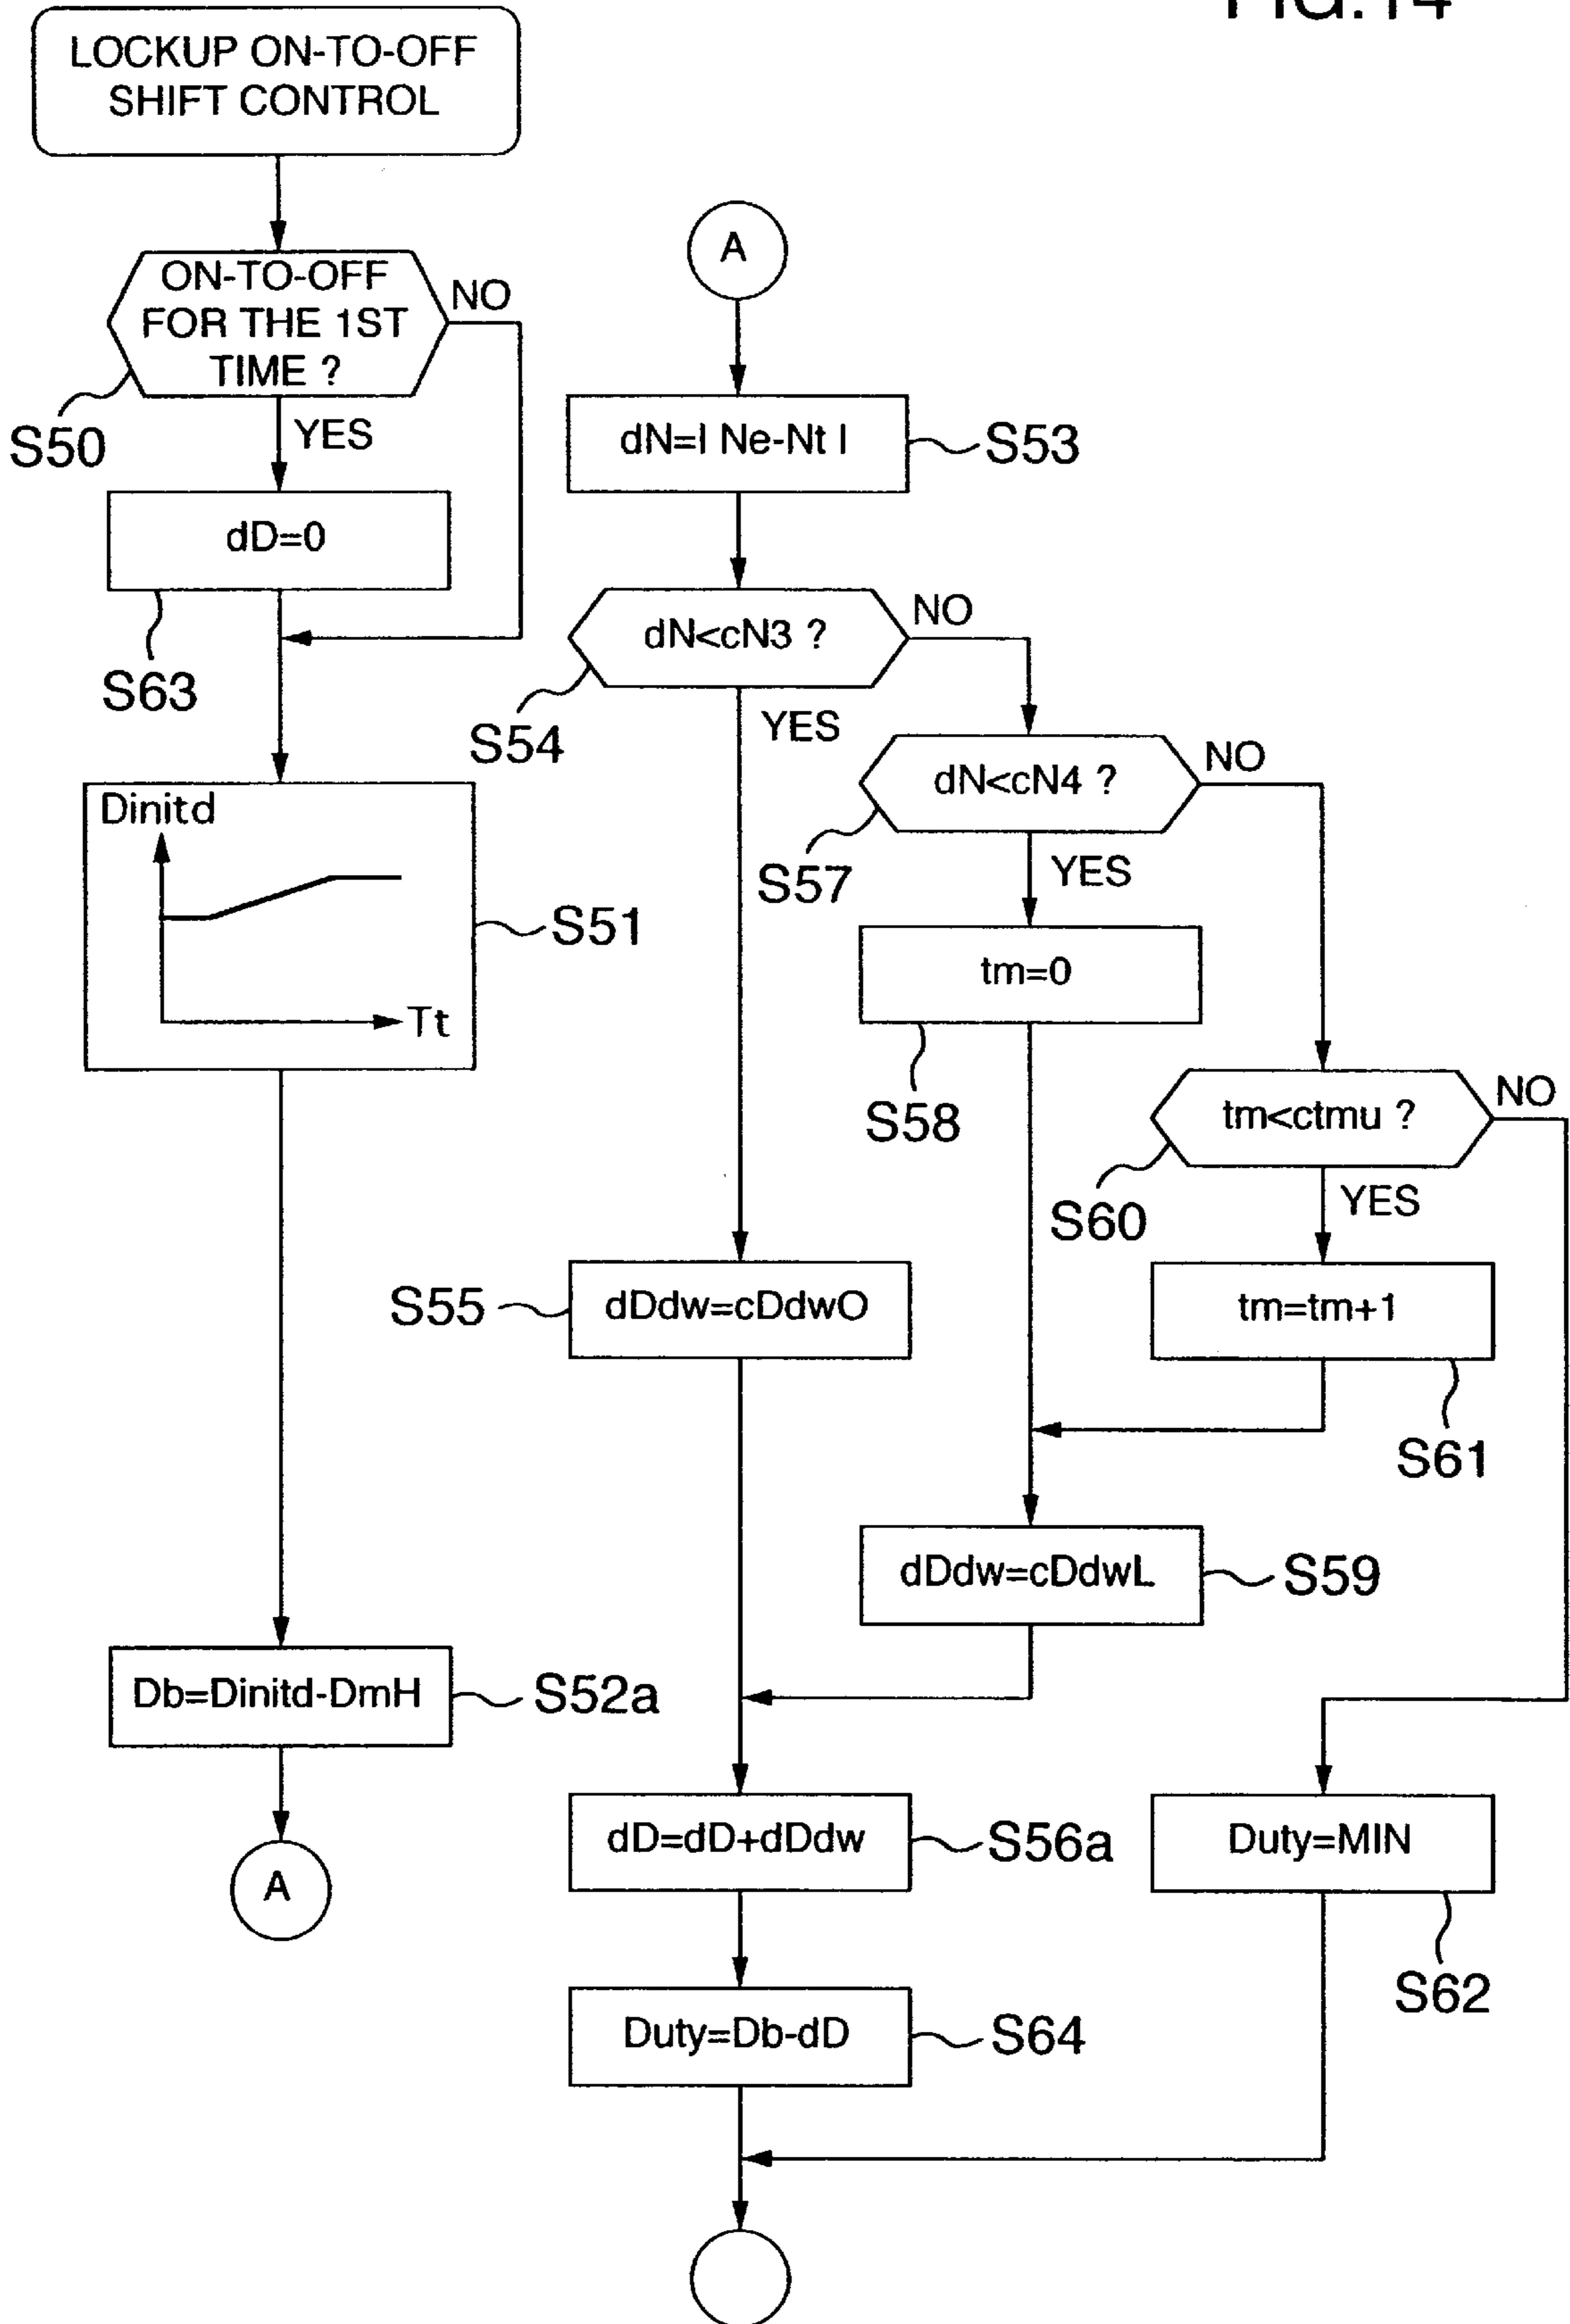 FIG.14
LOCKUP ON-TO-OFF
SHIFT CONTROL
ON-TO-OFF
FOR THE 1ST
TIME ?
NO
YES
S50
dD=0
S63
Dinitd
Tt
S51
Db=Dinitd-DmH
S52a
A
A
dN=I Ne-Nt I
S53
dN<cN3 ?
NO
S54
YES
dN<cN4 ?
NO
S57
YES
tm=0
S58
tm<ctmu ?
NO
S60
YES
tm=tm+1
S61
S55
dDdw=cDdwO
dDdw=cDdwL
S59
dD=dD+dDdw
S56a
Duty=MIN
S62
Duty=Db-dD
S64